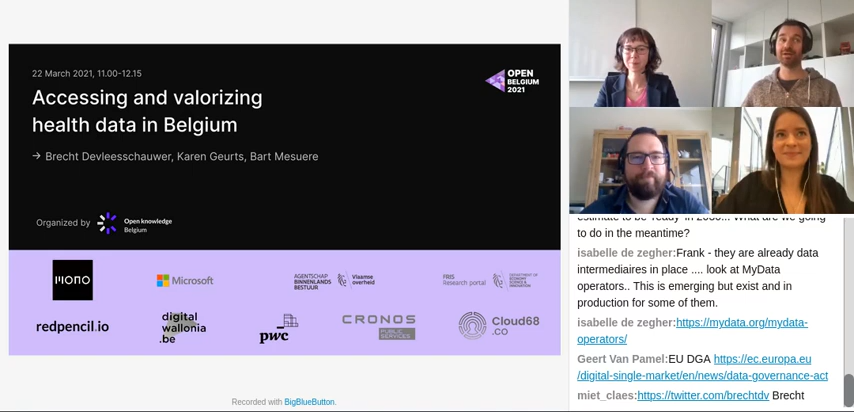 22 March 2021, 11.00-12.15
OPEN
BELGIUM
2021
Accessing and valorizing
health data in Belgium
→ Brecht Devleesschauwer, Karen Geurts, Bart Mesuere
Organized by
Open knowledge
Belgium
MONO
Microsoft
AGENTSCHAP
BINNENLANDS
BESTUUR
Vlaamse
overheid
FRIS
Research portal
DEPARTMENT OF
ECONOMY
SCIENCE &
INNOVATION
redpencil.io
digital
wallonia
.be
pwc
CRONOS
PUBLIC
SERVICES
Cloud68
.CO
Recorded with BigBlueButton.
to do in the meantime?
isabelle de zegher:Frank - they are already data
intermediaires in place .... look at MyData
operators.. This is emerging but exist and in
production for some of them.
isabelle de zegher:https://mydata.org/mydata-
operators/
Geert Van Pamel:EU DGA https://ec.europa.eu
/digital-single-market/en/news/data-governance-act
miet_claes:https://twitter.com/brechtdv Brecht